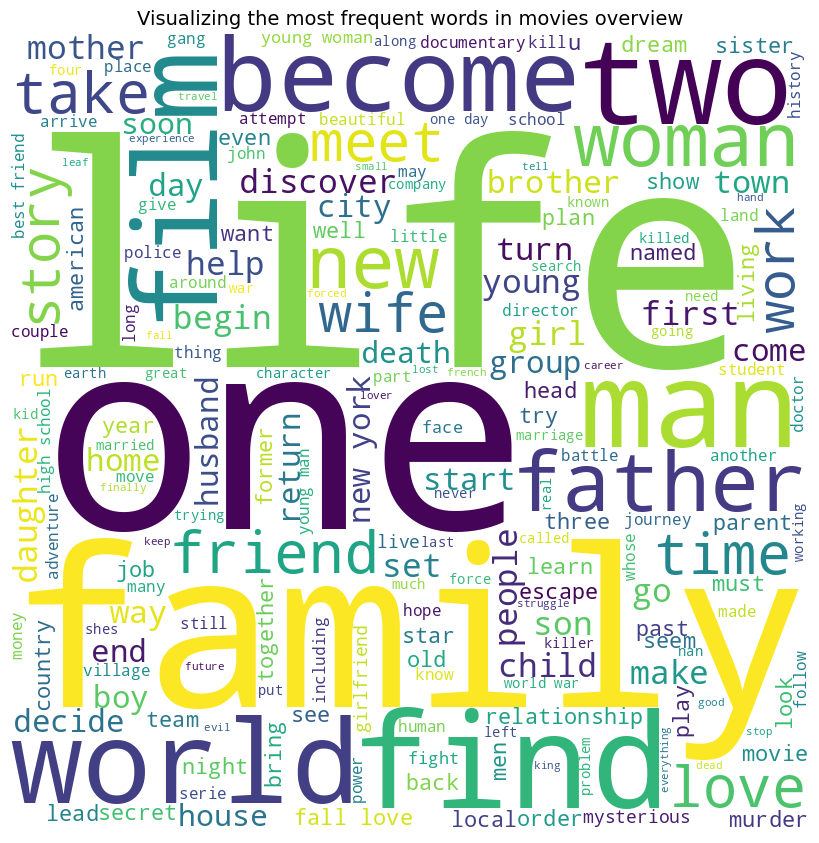 Visualizing the most frequent words in movies overview
mother
gang
young woman
along
documentary
kill
u
dream
sister
four
place
take
film
become
two
history
travel
arrive
soon
attempt
beautiful
one day
school
experience
even
meet
woman
best friend
leaf
john
small
tell
day
discover
may
company
brother
show
town
hand
give
city
known
story
life
american
want
well
little
plan
land
work
police
help
new
turn
killed
named
around
war
forced
search
young
need
living
begin
wife
director
first
girl
going
couple
long
fall
thing
death
group
come
run
earth
great
character
part
lost
french
career
student
kid
one
husband
lover
head
man
doctor
year
married
former
new york
face
try
marriage
another
daughter
high school
home
move
return
start
battle
father
finally
young man
never
real
adventure
trying
three
journey
parent
working
keep
friend
live
last
called
people
whose
time
job
set
learn
many
much
force
escape
go
must
money
way
together
hope
struggle
made
shes
still
star
son
past
country
end
including
old
killer
seem
nan
village
future
girlfriend
know
child
make
family
boy
put
world war
good
look
follow
decide
team
evil
see
human
relationship
play
world
find
left
stop
men
movie
night
bring
fight
problem
everything
power
back
king
dead
love
serie
lead
secret
house
fall love
local
order
mysterious
murder